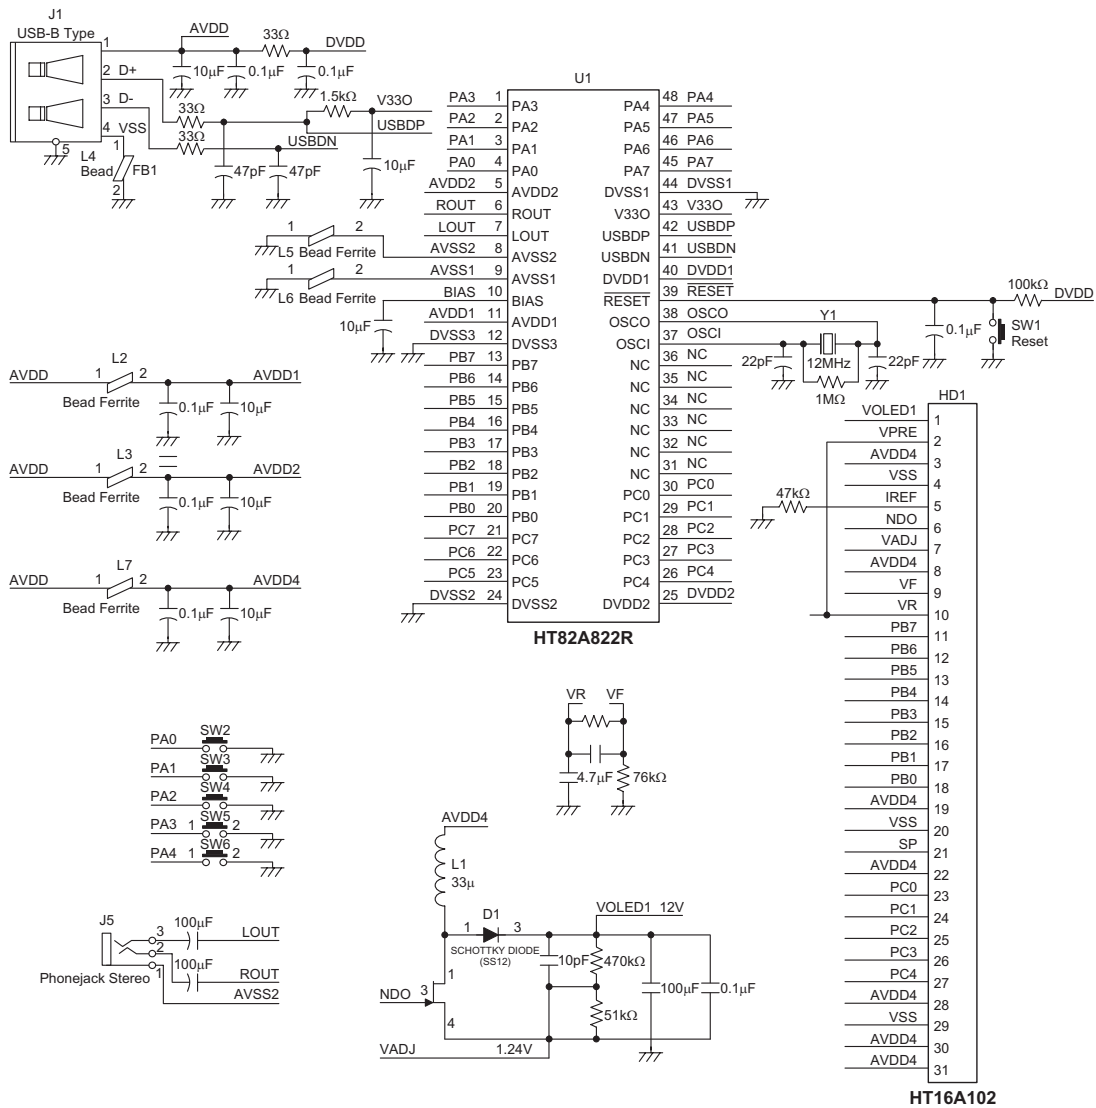 J1
USB-B Type
1
2 D+
3 D-
4 VSS
5
AVDD
33Ω
DVDD
10μF
0.1μF
0.1μF
1.5kΩ
V33O
33Ω
USBDP
33Ω
USBDN
47pF
47pF
10μF
L4
Bead
1
FB1
2
1 2
L5 Bead Ferrite
1 2
L6 Bead Ferrite
10μF
U1
PA3 1 PA3
PA2 2 PA2
PA1 3 PA1
PA0 4 PA0
AVDD2 5 AVDD2
ROUT 6 ROUT
LOUT 7 LOUT
AVSS2 8 AVSS2
AVSS1 9 AVSS1
BIAS 10 BIAS
AVDD1 11 AVDD1
DVSS3 12 DVSS3
PB7 13 PB7
PB6 14 PB6
PB5 15 PB5
PB4 16 PB4
PB3 17 PB3
PB2 18 PB2
PB1 19 PB1
PB0 20 PB0
PC7 21 PC7
PC6 22 PC6
PC5 23 PC5
DVSS2 24 DVSS2
PA4 48 PA4
PA5 47 PA5
PA6 46 PA6
PA7 45 PA7
DVSS1 44 DVSS1
V33O 43 V33O
USBDP 42 USBDP
USBDN 41 USBDN
DVDD1 40 DVDD1
RESET 39 RESET
OSCO 38 OSCO
OSCI 37 OSCI
NC 36 NC
NC 35 NC
NC 34 NC
NC 33 NC
NC 32 NC
NC 31 NC
PC0 30 PC0
PC1 29 PC1
PC2 28 PC2
PC3 27 PC3
PC4 26 PC4
DVDD2 25 DVDD2
HT82A822R
100kΩ
DVDD
0.1μF
SW1
Reset
Y1
22pF
12MHz
22pF
1MΩ
L2
AVDD 1 2 AVDD1
Bead Ferrite
0.1μF
10μF
L3
AVDD 1 2 AVDD2
Bead Ferrite
0.1μF
10μF
L7
AVDD 1 2 AVDD4
Bead Ferrite
0.1μF
10μF
47kΩ
HD1
VOLED1 1
VPRE 2
AVDD4 3
VSS 4
IREF 5
NDO 6
VADJ 7
AVDD4 8
VF 9
VR 10
PB7 11
PB6 12
PB5 13
PB4 14
PB3 15
PB2 16
PB1 17
PB0 18
AVDD4 19
VSS 20
SP 21
AVDD4 22
PC0 23
PC1 24
PC2 25
PC3 26
PC4 27
AVDD4 28
VSS 29
AVDD4 30
AVDD4 31
HT16A102
VR VF
4.7μF
76kΩ
SW2
PA0
SW3
PA1
SW4
PA2
SW5
PA3 1 2
SW6
PA4 1 2
J5
3
2
1
100μF
LOUT
100μF
ROUT
Phonejack Stereo
AVSS2
AVDD4
L1
33μ
D1
1 3
SCHOTTKY DIODE
(SS12)
VOLED1 12V
10pF
470kΩ
100μF
0.1μF
51kΩ
1
NDO 3
4
VADJ
1.24V